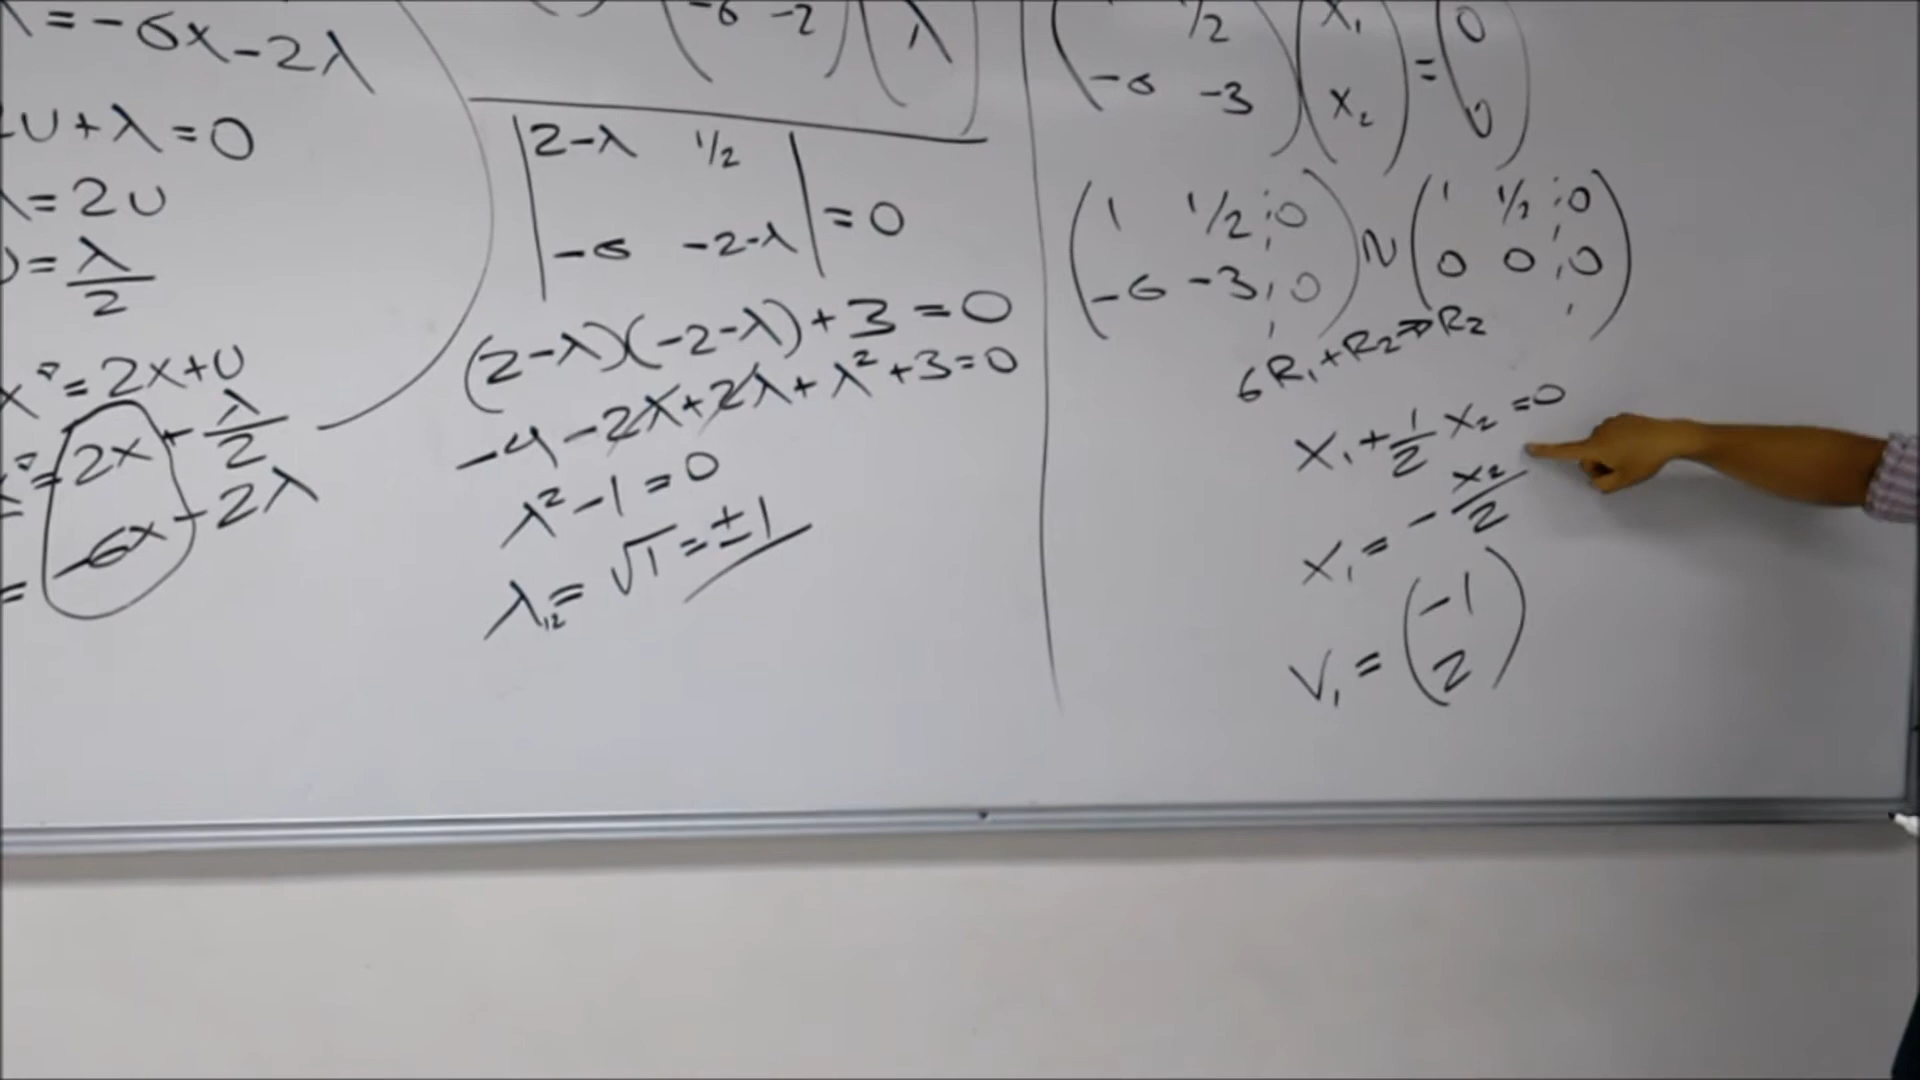 λ = -6x - 2λ
2u + λ = 0
λ = 2u
u = λ/2
x° = 2x + u
x° = 2x + λ/2
= -6x - 2λ
-6 -2
λ
|2-λ 1/2|
|-6 -2-λ| = 0
(2-λ)(-2-λ) + 3 = 0
-4 - 2λ + 2λ + λ² + 3 = 0
λ² - 1 = 0
λ₁₂ = √1 = ±1
(1 1/2)(x₁) = (0)
(-6 -3)(x₂) (0)
(1 1/2 ¦ 0) ~ (1 1/2 ¦ 0)
(-6 -3 ¦ 0) (0 0 ¦ 0)
6R₁ + R₂ ⇒ R₂
x₁ + 1/2 x₂ = 0
x₁ = - x₂/2
V₁ = (-1)
(2)